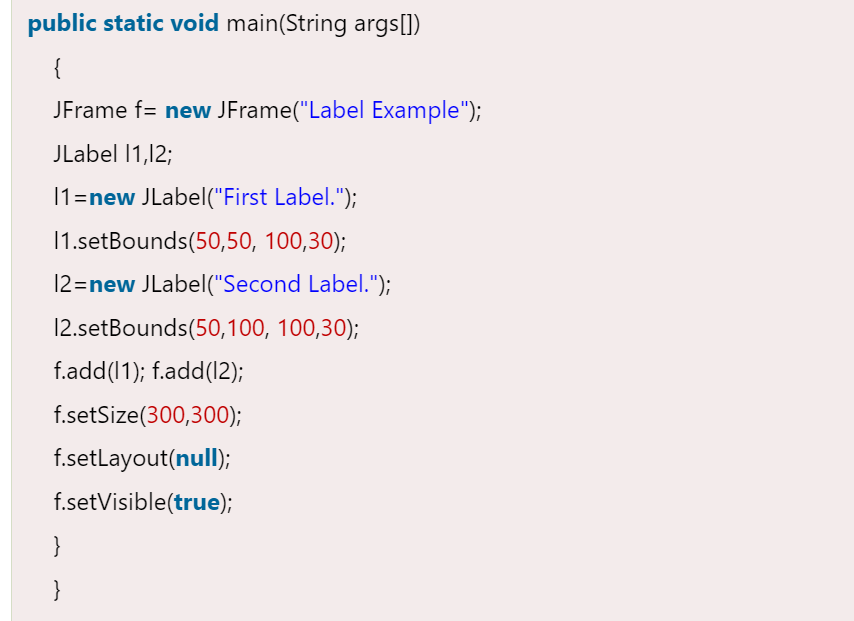 public static void main(String args[])
{
JFrame f= new JFrame("Label Example");
JLabel l1,l2;
l1=new JLabel("First Label.");
l1.setBounds(50,50, 100,30);
l2=new JLabel("Second Label.");
l2.setBounds(50,100, 100,30);
f.add(l1); f.add(l2);
f.setSize(300,300);
f.setLayout(null);
f.setVisible(true);
}
}